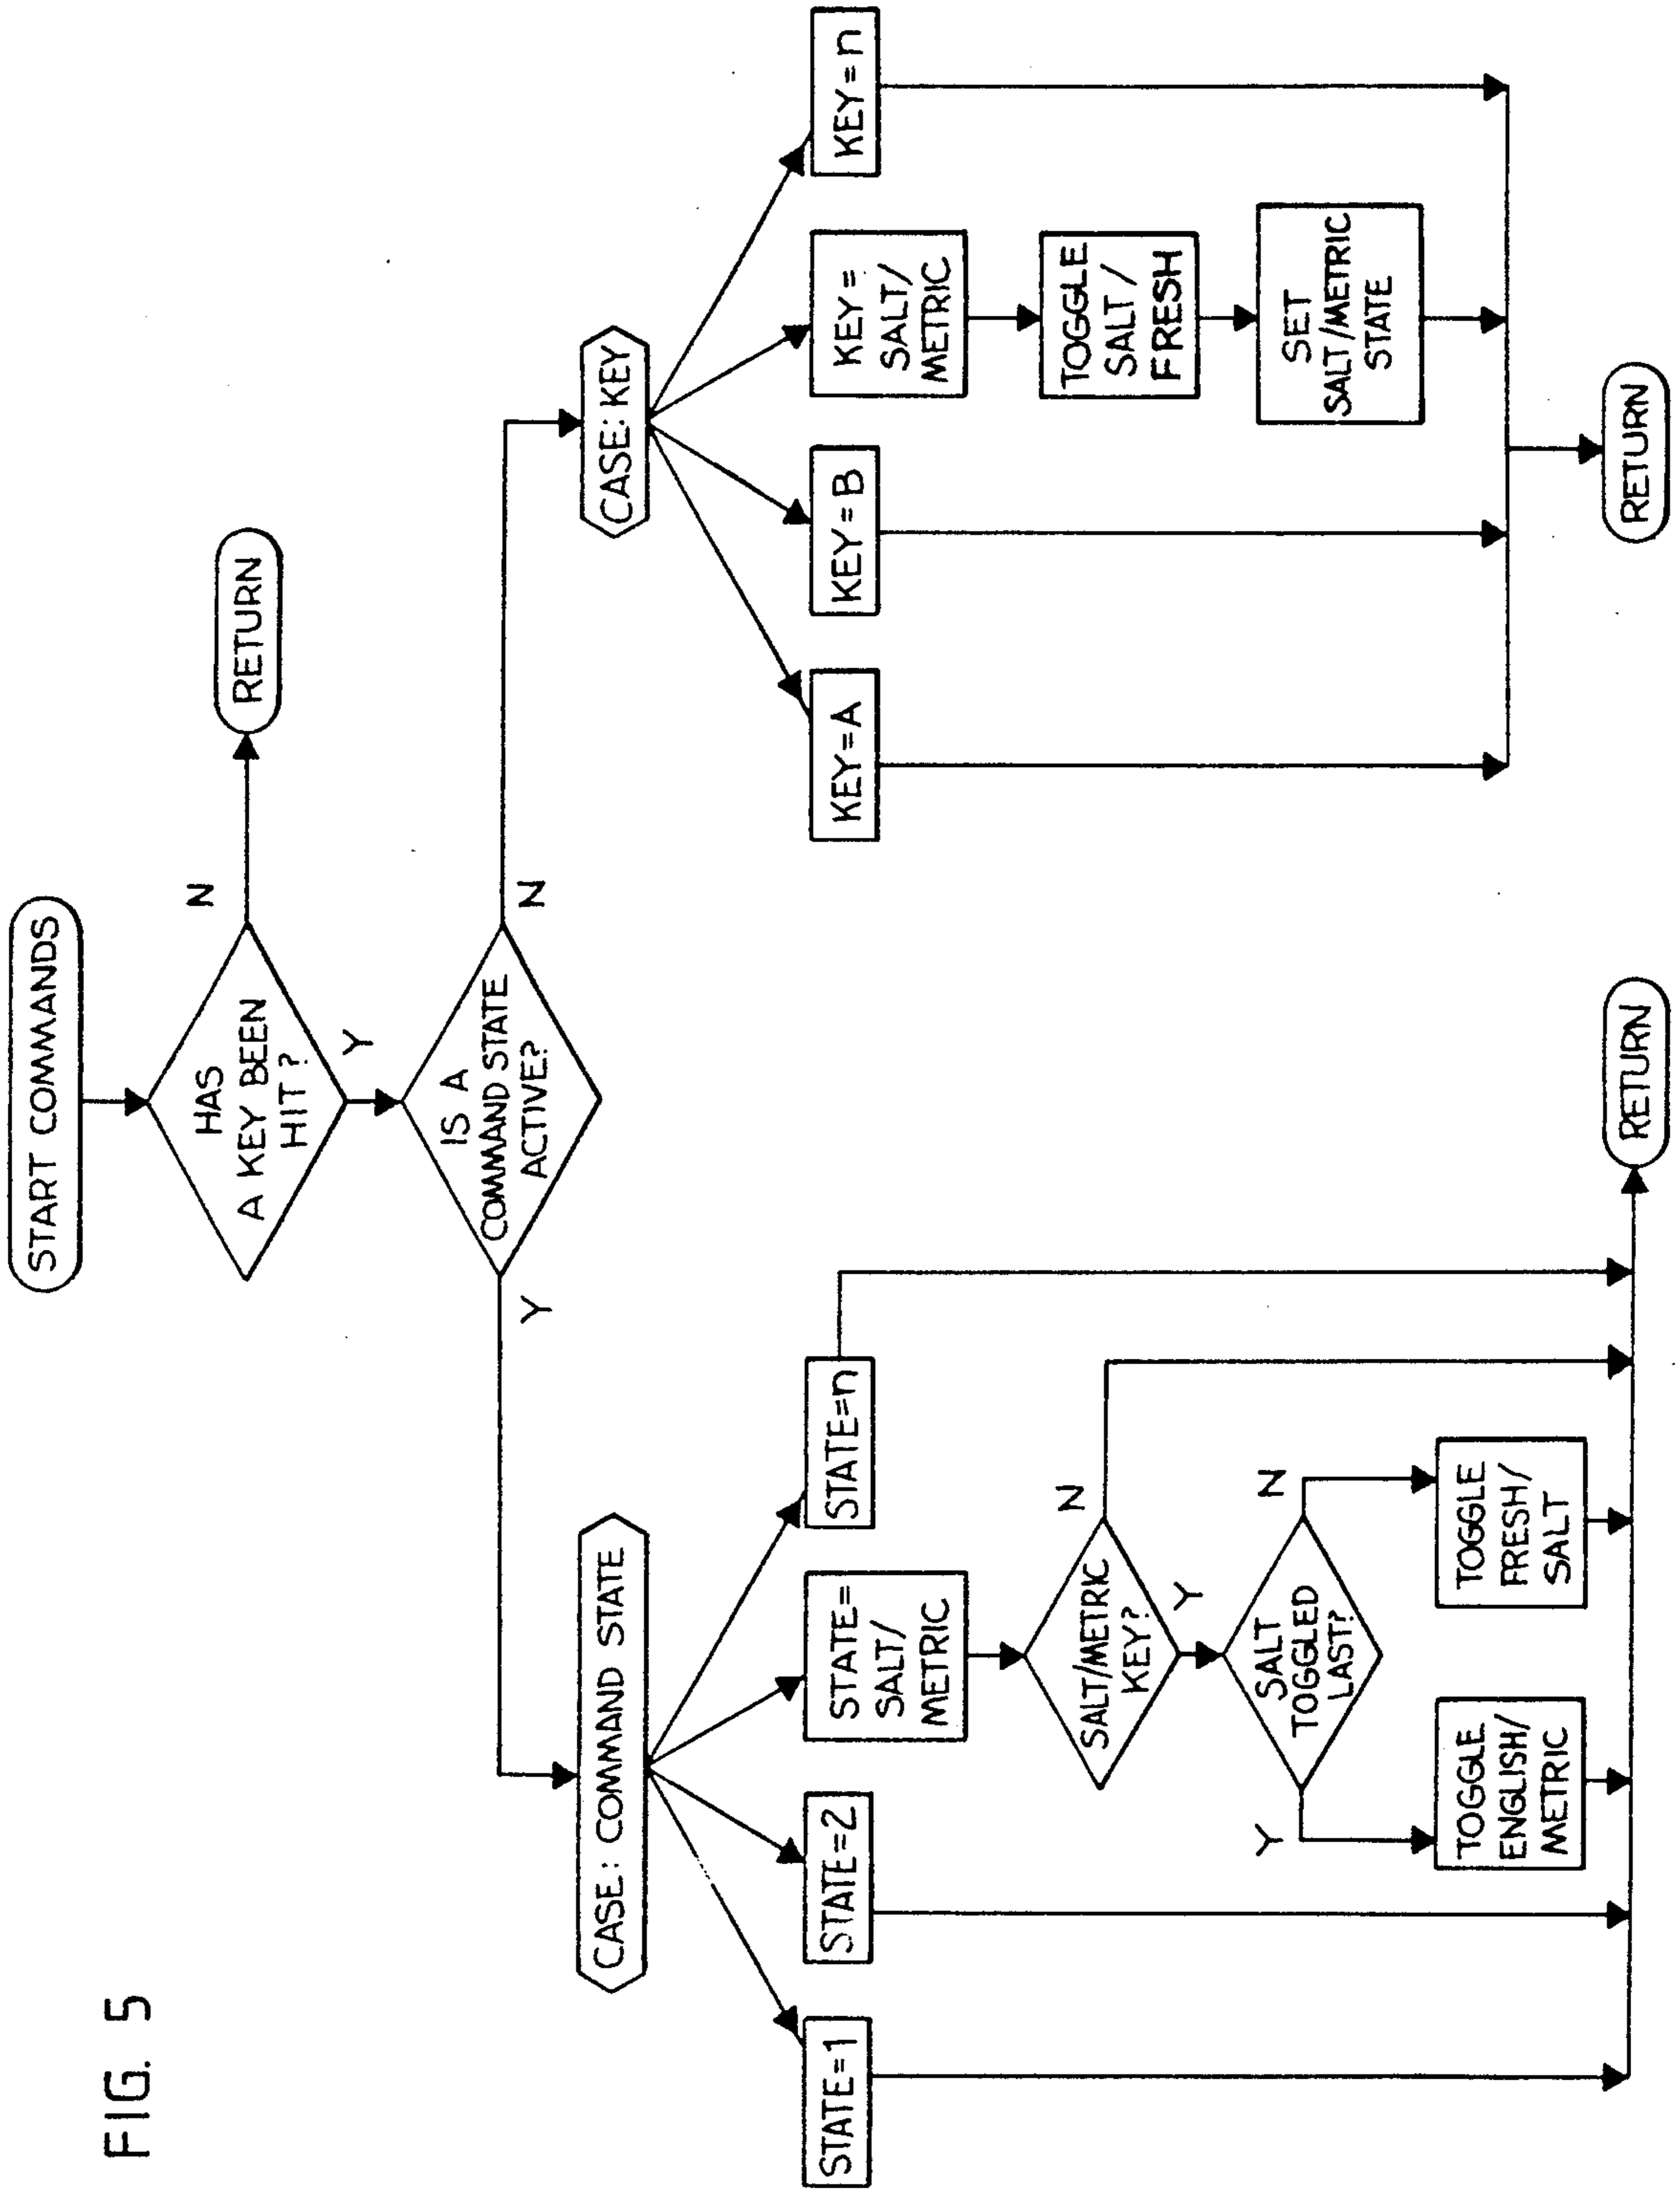 FIG. 5
START COMMANDS
HAS
A KEY BEEN
HIT?
N
RETURN
Y
IS A
COMMAND STATE
ACTIVE?
Y
N
CASE: COMMAND STATE
CASE: KEY
STATE=1
STATE=2
STATE=
SALT/
METRIC
STATE=n
KEY=A
KEY=B
KEY=
SALT/
METRIC
KEY=n
SALT/METRIC
KEY?
N
Y
TOGGLE
SALT/
FRESH
SALT
TOGGLED
LAST?
Y
N
SET
SALT/METRIC
STATE
TOGGLE
ENGLISH/
METRIC
TOGGLE
FRESH/
SALT
RETURN
RETURN